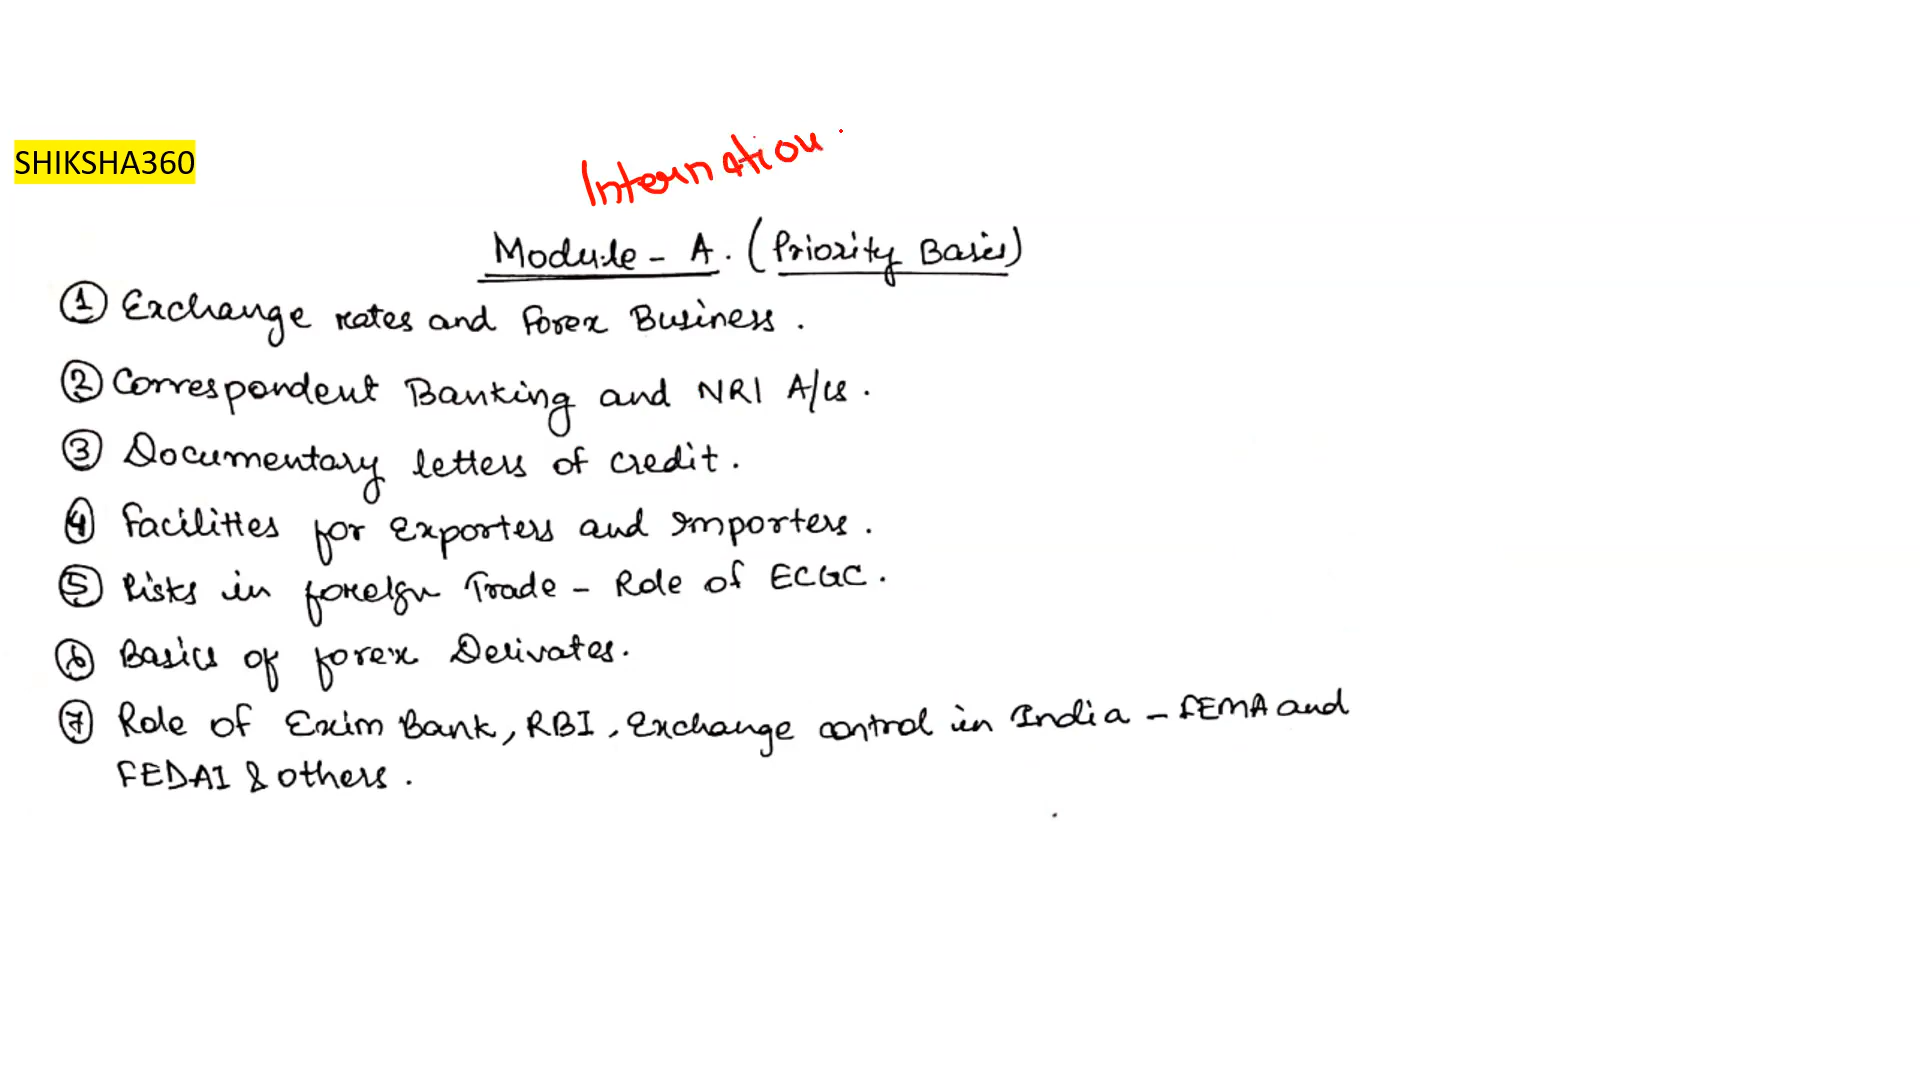 SHIKSHA360
Internation
Module - A. (Priority Basis)
① Exchange rates and Forex Business.
② Correspondent Banking and NRI A/cs.
③ Documentary letters of credit.
④ Facilities for Exporters and Importers.
⑤ Risks in foreign Trade - Role of ECGC.
⑥ Basics of forex Derivates.
⑦ Role of Exim Bank, RBI, Exchange control in India - FEMA and
FEDAI & others.